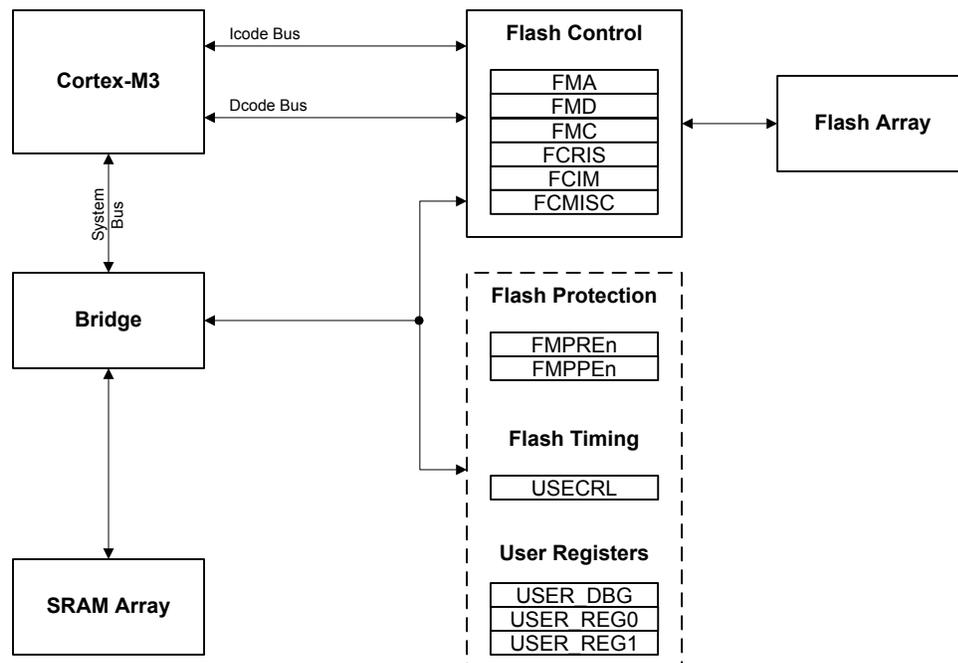 Cortex-M3
Icode Bus
Dcode Bus
System
Bus
Flash Control
FMA
FMD
FMC
FCRIS
FCIM
FCMISC
Flash Array
Bridge
Flash Protection
FMPREn
FMPPEn
Flash Timing
USECRL
User Registers
USER_DBG
USER_REG0
USER_REG1
SRAM Array